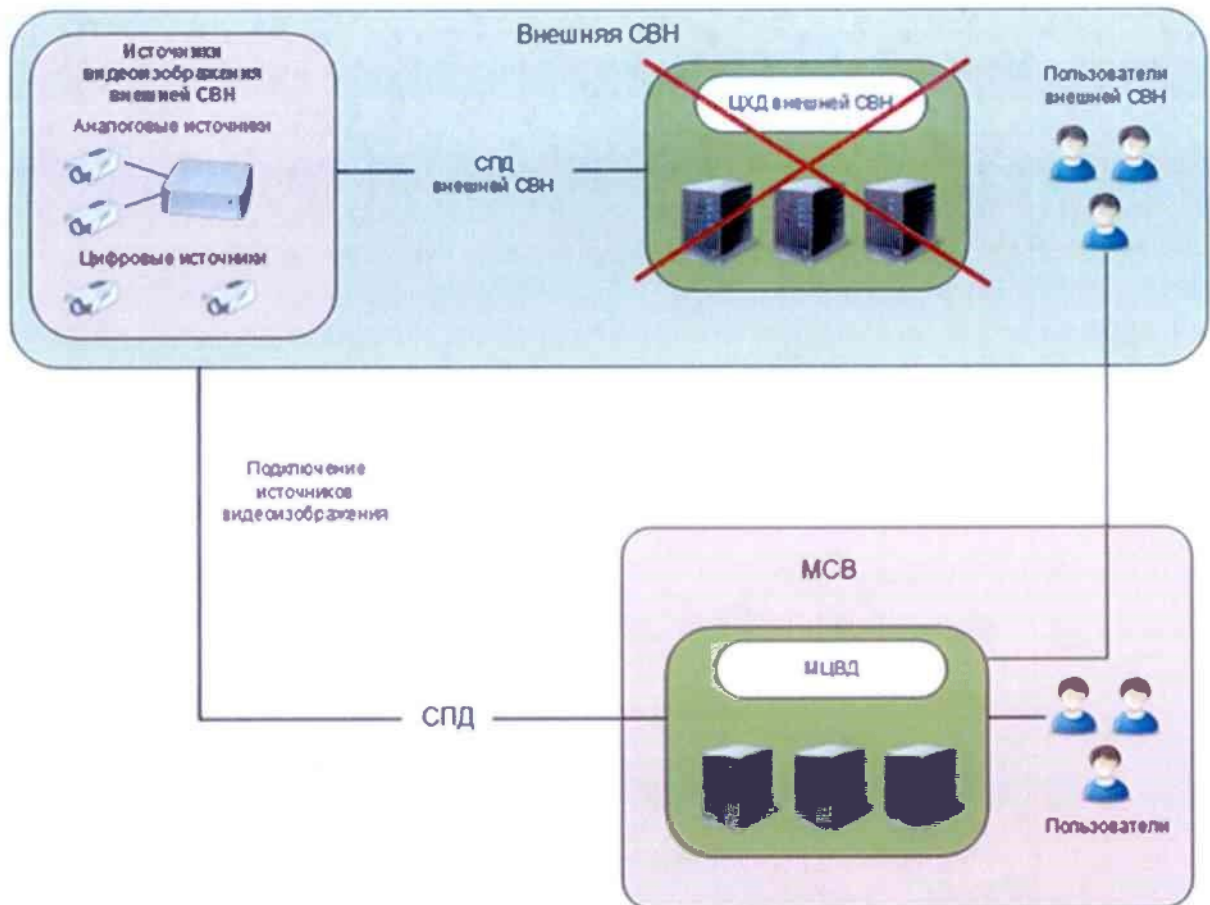 Внешняя СВН
Источники
видеоизображения
внешней СВН
Аналоговые источники
Цифровые источники
СПД
внешней СВН
ЦХД внешней СВН
Пользователи
внешней СВН
Подключение
источников
видеоизображения
СПД
МСВ
МЦВД
Пользователи